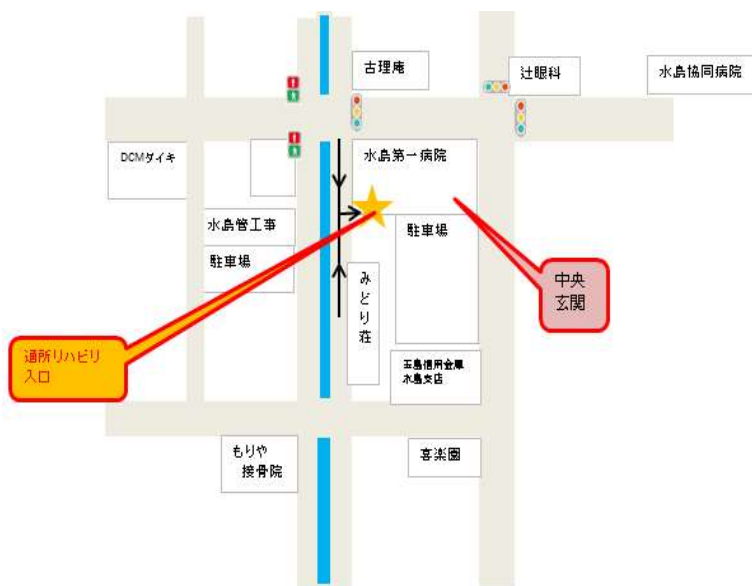 古理庵
辻眼科
水島協同病院
DCMダイキ
水島第一病院
水島管工事
駐車場
駐車場
みどり荘
中央
玄関
通所リハビリ
入口
玉島信用金庫
水島支店
もりや
接骨院
喜楽園